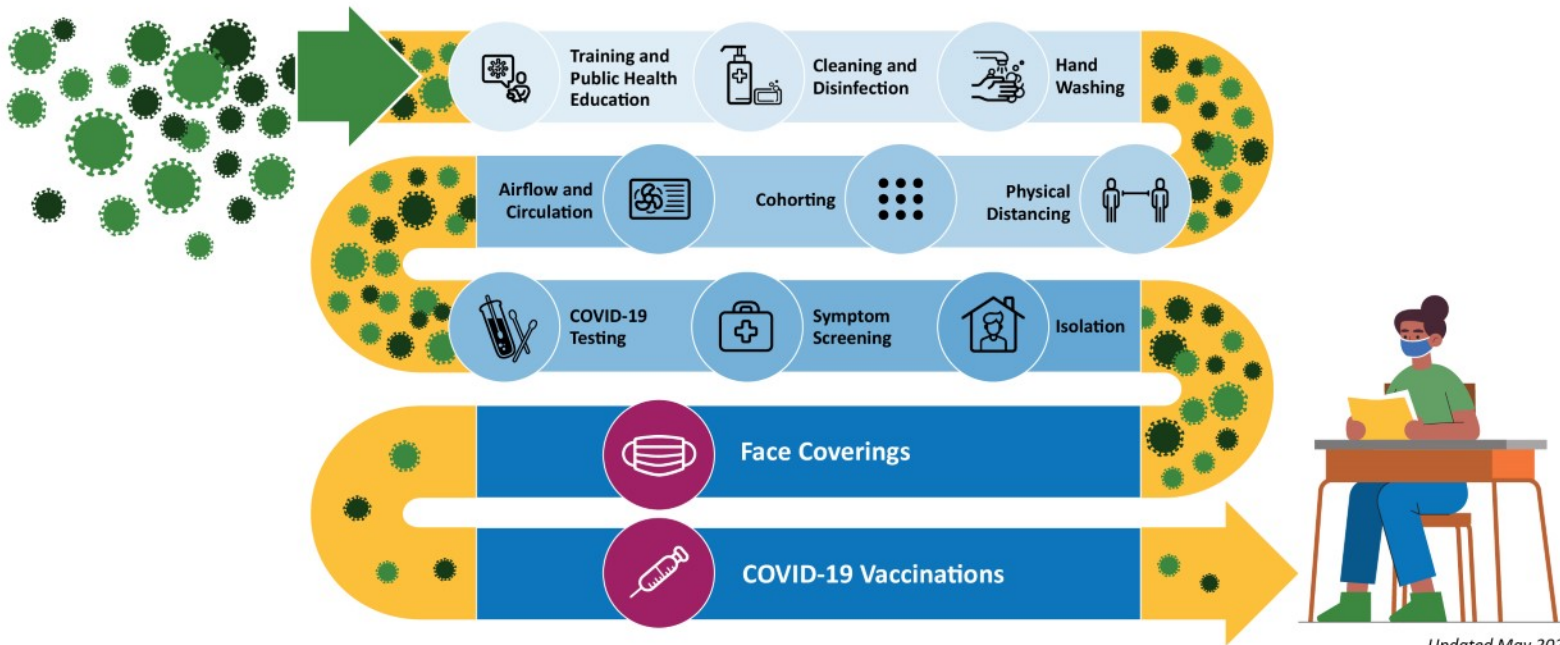 Training and
Public Health
Education
Cleaning and
Disinfection
Hand
Washing
Airflow and
Circulation
Cohorting
Physical
Distancing
COVID-19
Testing
Symptom
Screening
Isolation
Face Coverings
COVID-19 Vaccinations
Updated May